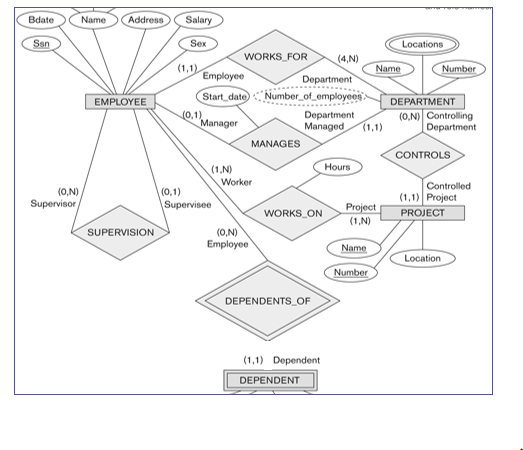 Bdate
Name
Address
Salary
Ssn
Sex
WORKS_FOR
(1,1)
Employee
(4,N)
Department
Locations
Name
Number
EMPLOYEE
Start_date
Number_of_employees
DEPARTMENT
(0,1)
Manager
MANAGES
Department
Managed
(1,1)
(0,N)
Controlling
Department
CONTROLS
Hours
(1,N)
Worker
WORKS_ON
Project
(1,N)
(1,1)
Controlled
Project
PROJECT
(0,N)
Supervisor
(0,1)
Supervisee
SUPERVISION
(0,N)
Employee
Name
Number
Location
DEPENDENTS_OF
(1,1) Dependent
DEPENDENT